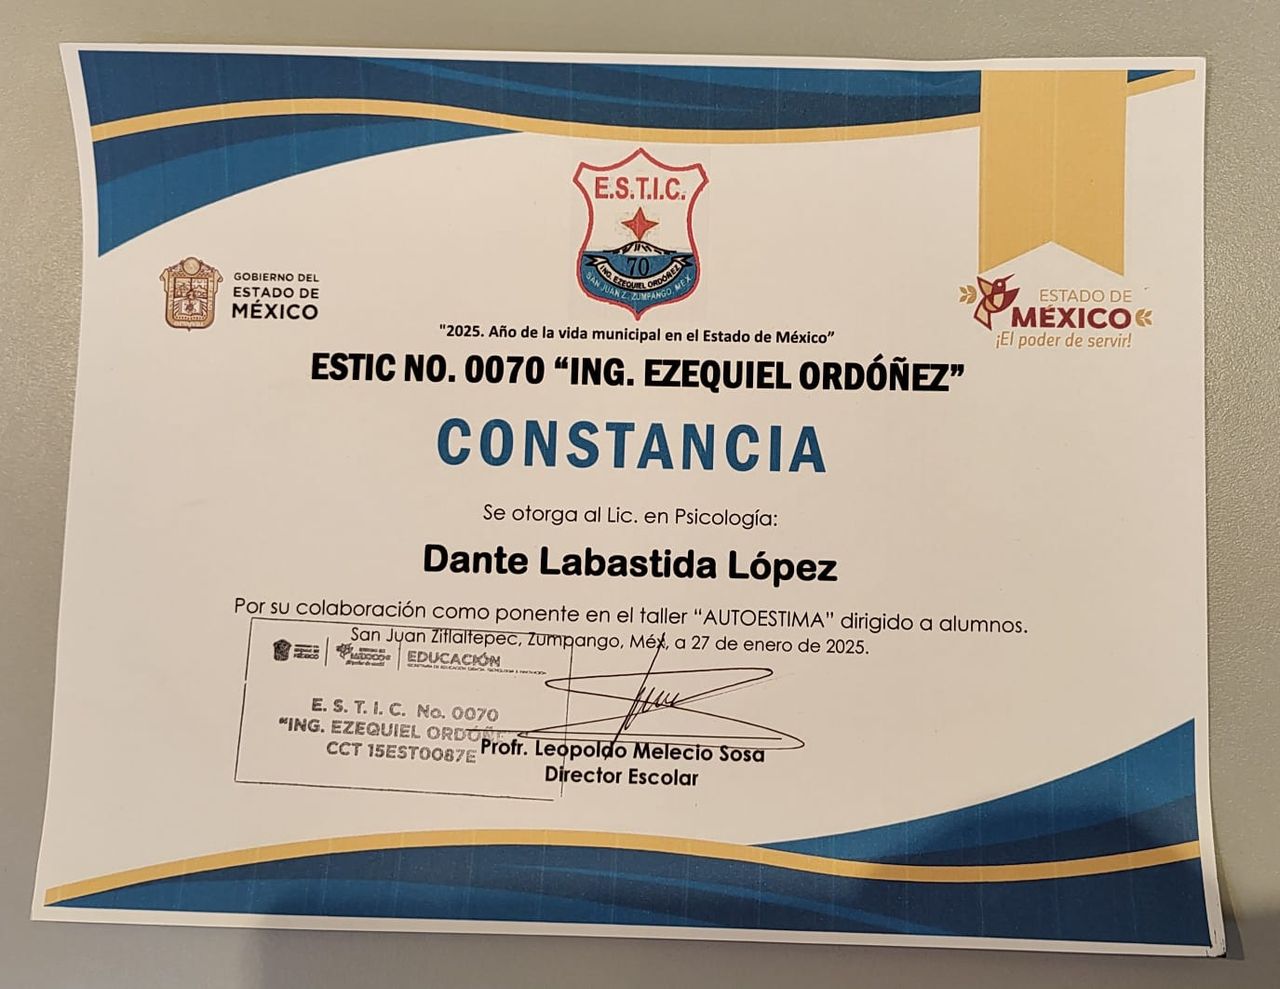 E.S.T.I.C.
70
ING. EZEQUIEL ORDÓÑEZ
SAN JUAN Z., ZUMPANGO, MEX.
GOBIERNO DEL
ESTADO DE
MÉXICO
ESTADO DE
MÉXICO
¡El poder de servir!
"2025. Año de la vida municipal en el Estado de México”
ESTIC NO. 0070 “ING. EZEQUIEL ORDÓÑEZ”
CONSTANCIA
Se otorga al Lic. en Psicología:
Dante Labastida López
Por su colaboración como ponente en el taller “AUTOESTIMA” dirigido a alumnos.
San Juan Zitlaltepec, Zumpango, Méx, a 27 de enero de 2025.
EDUCACIÓN
E. S. T. I. C. No. 0070
“ING. EZEQUIEL ORDÓÑE
CCT 15EST0087E
Profr. Leopoldo Melecio Sosa
Director Escolar